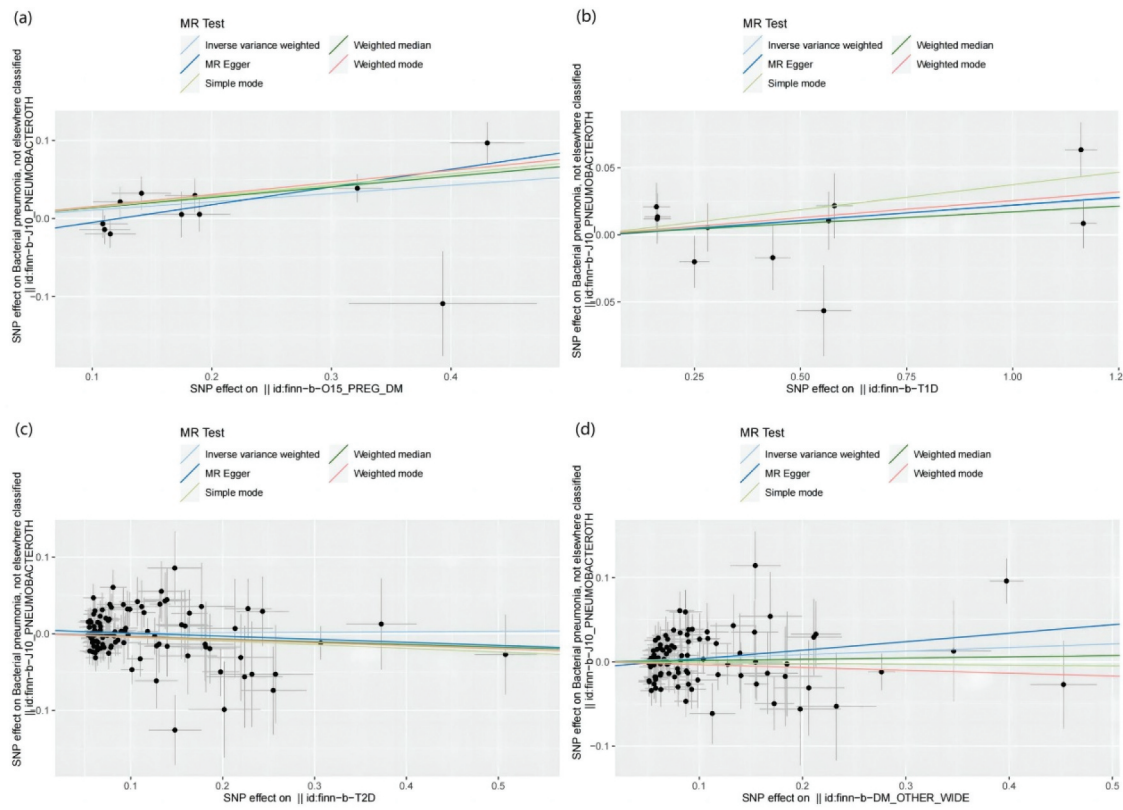 (a)
MR Test
Inverse variance weighted
Weighted median
MR Egger
Weighted mode
Simple mode
SNP effect on Bacterial pneumonia, not elsewhere classified
|| id:finn-b-J10_PNEUMOBACTEROTH
0.1
0.0
−0.1
0.1
0.2
0.3
0.4
SNP effect on || id:finn-b-O15_PREG_DM
(b)
MR Test
Inverse variance weighted
Weighted median
MR Egger
Weighted mode
Simple mode
SNP effect on Bacterial pneumonia, not elsewhere classified
|| id:finn-b-J10_PNEUMOBACTEROTH
0.05
0.00
−0.05
0.25
0.50
0.75
1.00
1.2
SNP effect on || id:finn-b-T1D
(c)
MR Test
Inverse variance weighted
Weighted median
MR Egger
Weighted mode
Simple mode
SNP effect on Bacterial pneumonia, not elsewhere classified
|| id:finn-b-J10_PNEUMOBACTEROTH
0.1
0.0
−0.1
0.1
0.2
0.3
0.4
0.5
SNP effect on || id:finn-b-T2D
(d)
MR Test
Inverse variance weighted
Weighted median
MR Egger
Weighted mode
Simple mode
SNP effect on Bacterial pneumonia, not elsewhere classified
|| id:finn-b-J10_PNEUMOBACTEROTH
0.1
0.0
−0.1
0.1
0.2
0.3
0.4
0.5
SNP effect on || id:finn-b-DM_OTHER_WIDE